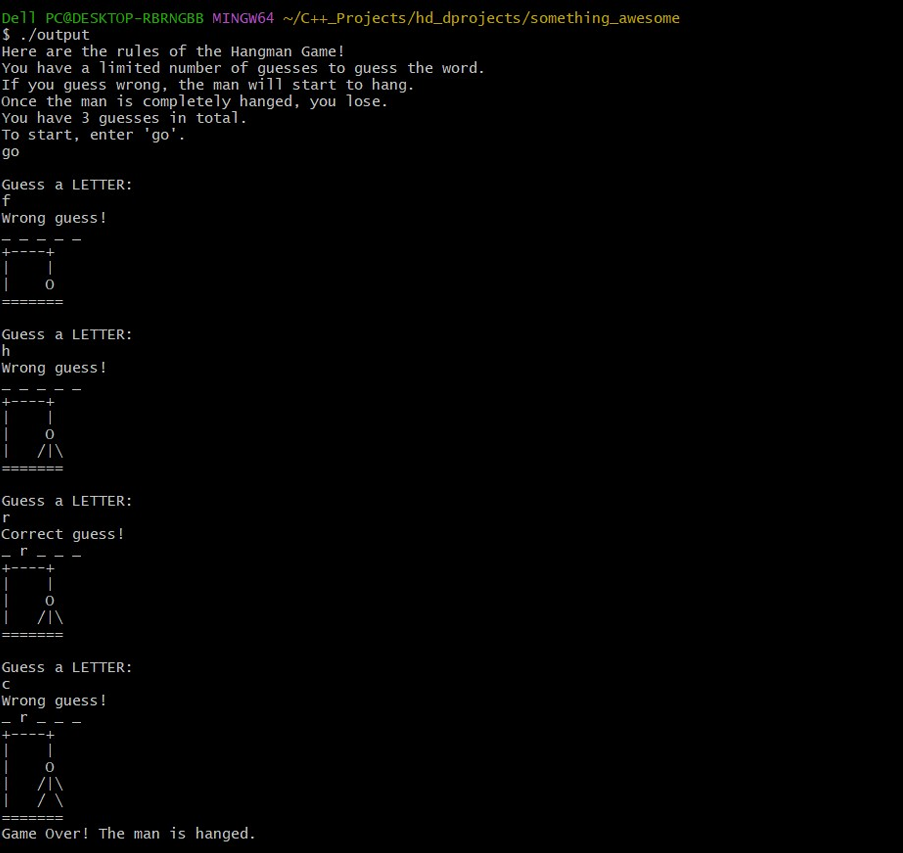 Dell PC@DESKTOP-RBRNGBB MINGW64 ~/C++_Projects/hd_dprojects/something_awesome
$ ./output
Here are the rules of the Hangman Game!
You have a limited number of guesses to guess the word.
If you guess wrong, the man will start to hang.
Once the man is completely hanged, you lose.
You have 3 guesses in total.
To start, enter 'go'.
go

Guess a LETTER:
f
Wrong guess!
_ _ _ _ _
+----+
|    |
|    O
=======

Guess a LETTER:
h
Wrong guess!
_ _ _ _ _
+----+
|    |
|    O
|   /|\
=======

Guess a LETTER:
r
Correct guess!
_ r _ _ _
+----+
|    |
|    O
|   /|\
=======

Guess a LETTER:
c
Wrong guess!
_ r _ _ _
+----+
|    |
|    O
|   /|\
|   / \
=======
Game Over! The man is hanged.